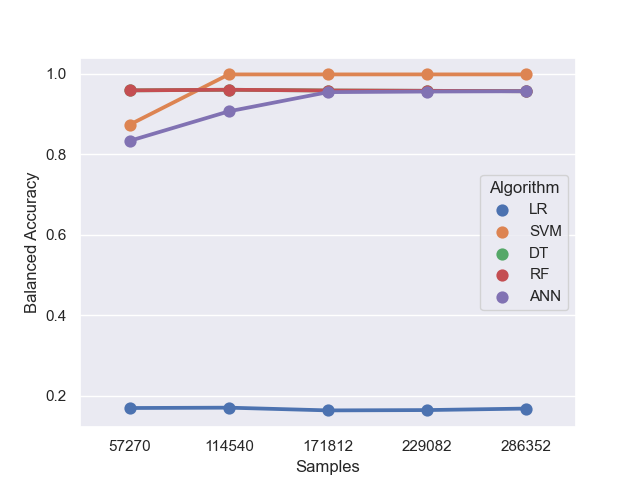 1.0
0.8
0.6
0.4
0.2
Balanced Accuracy
Algorithm
LR
SVM
DT
RF
ANN
57270 114540 171812 229082 286352
Samples